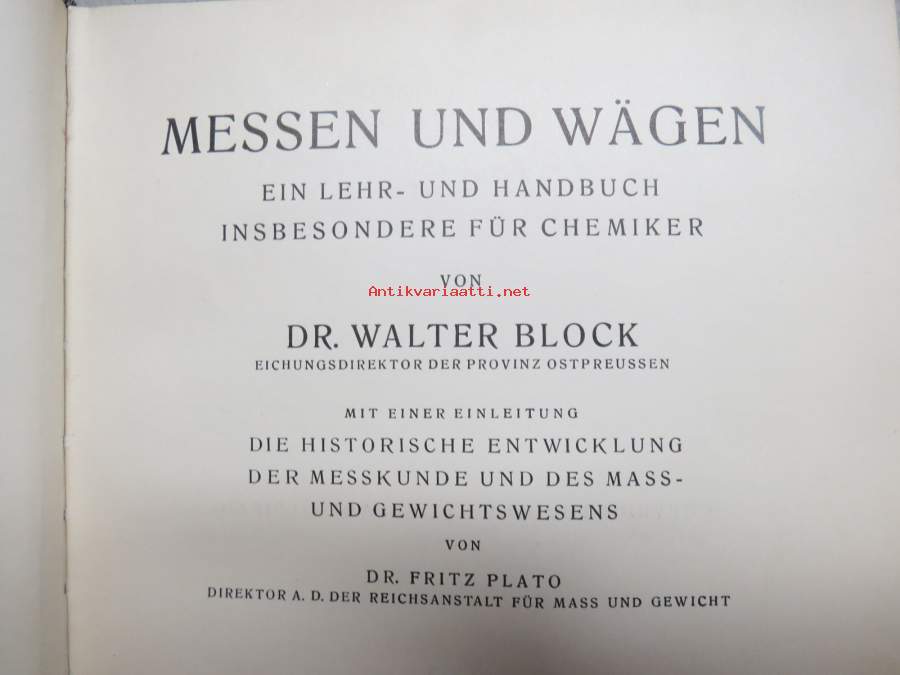 MESSEN UND WÄGEN
EIN LEHR- UND HANDBUCH
INSBESONDERE FÜR CHEMIKER
VON
Antikvariaatti.net
DR. WALTER BLOCK
EICHUNGSDIREKTOR DER PROVINZ OSTPREUSSEN
MIT EINER EINLEITUNG
DIE HISTORISCHE ENTWICKLUNG
DER MESSKUNDE UND DES MASS-
UND GEWICHTSWESENS
VON
DR. FRITZ PLATO
DIREKTOR A. D. DER REICHSANSTALT FÜR MASS UND GEWICHT